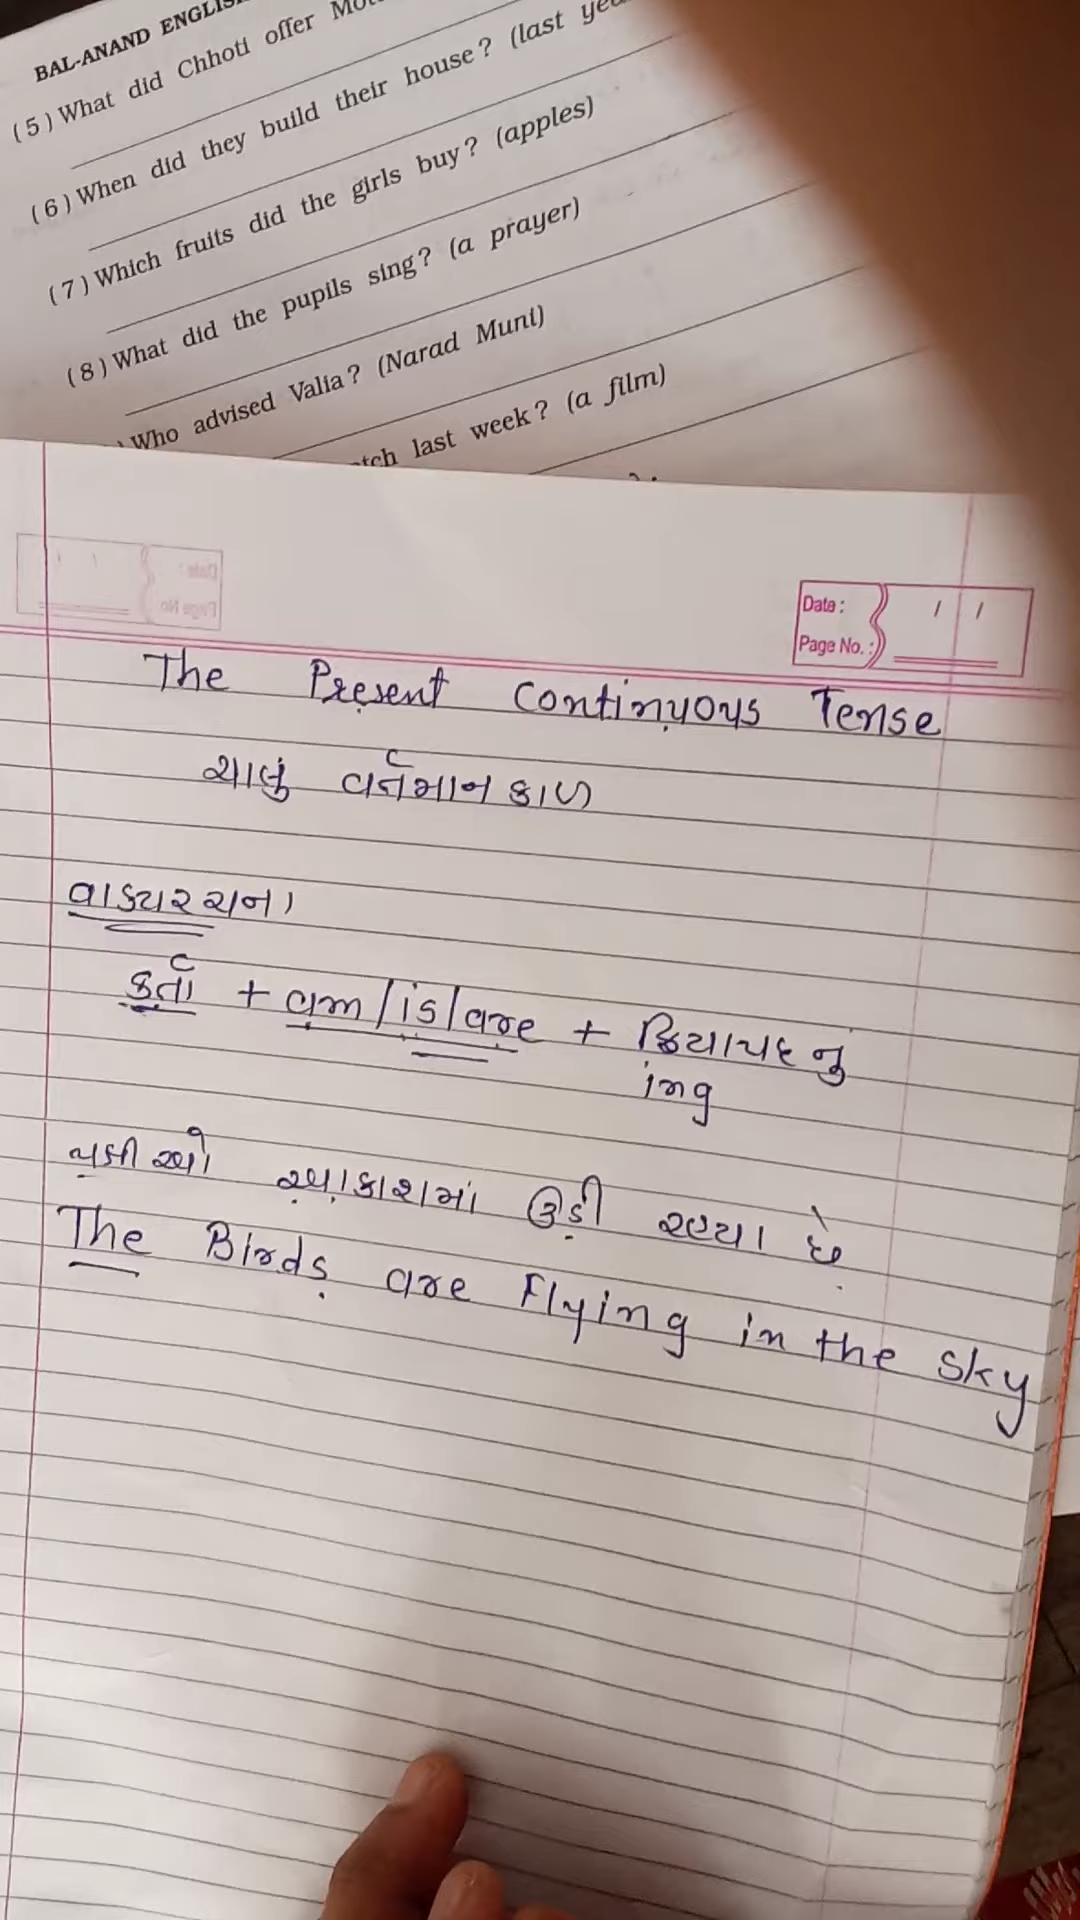 BAL-ANAND ENGLIS
(5) What did Chhoti offer
(6) When did they build their house? (last
(7) Which fruits did the girls buy? (apples)
(8) What did the pupils sing? (a prayer)
Who advised Valia? (Narad Muni)
last week? (a film)
Date: / /
Page No.:
The Present Continuous Tense
ચાલુ વર્તમાન કાળ
વાક્યરચના
કર્તા + am/is/are + ક્રિયાપદ નું
ing
પક્ષીઓ આકાશમાં ઊડી રહ્યા છે.
The Birds are Flying in the sky